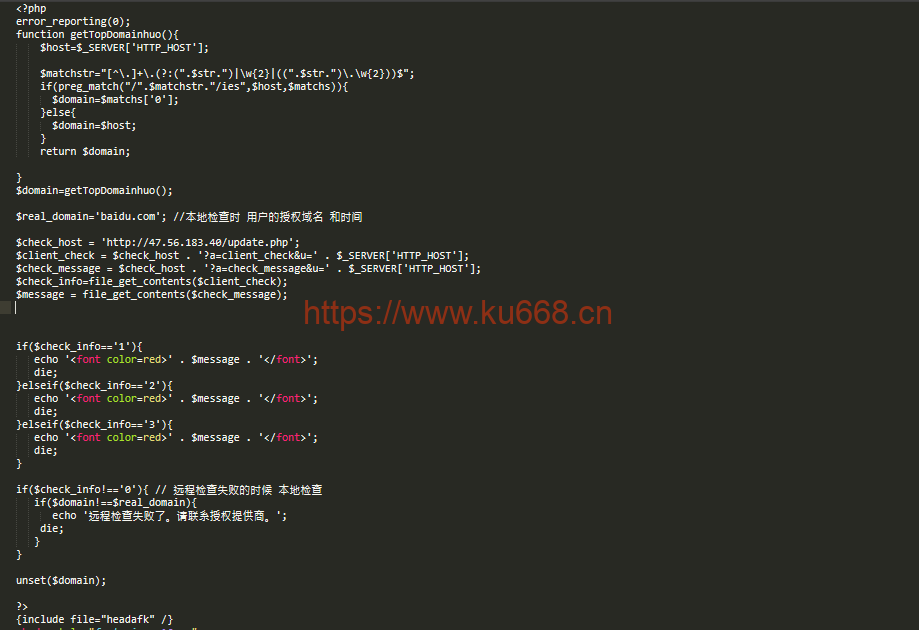 <?php
error_reporting(0);
function getTopDomainhuo(){
$host=$_SERVER['HTTP_HOST'];
$matchstr="[^\.]+\.(?:(".$str.")|\w{2}|((".$str.")\.\w{2}))$";
if(preg_match("/".$matchstr."/ies",$host,$matchs)){
$domain=$matchs['0'];
}else{
$domain=$host;
}
return $domain;
}
$domain=getTopDomainhuo();
$real_domain='baidu.com'; //本地检查时 用户的授权域名 和时间
$check_host = 'http://47.56.183.40/update.php';
$client_check = $check_host . '?a=client_check&u=' . $_SERVER['HTTP_HOST'];
$check_message = $check_host . '?a=check_message&u=' . $_SERVER['HTTP_HOST'];
$check_info=file_get_contents($client_check);
$message = file_get_contents($check_message);
https://www.ku668.cn
if($check_info=='1'){
echo '<font color=red>' . $message . '</font>';
die;
}elseif($check_info=='2'){
echo '<font color=red>' . $message . '</font>';
die;
}elseif($check_info=='3'){
echo '<font color=red>' . $message . '</font>';
die;
}
if($check_info!=='0'){ // 远程检查失败的时候 本地检查
if($domain!==$real_domain){
echo '远程检查失败了。请联系授权提供商。';
die;
}
}
unset($domain);
?>
{include file="headafk" /}